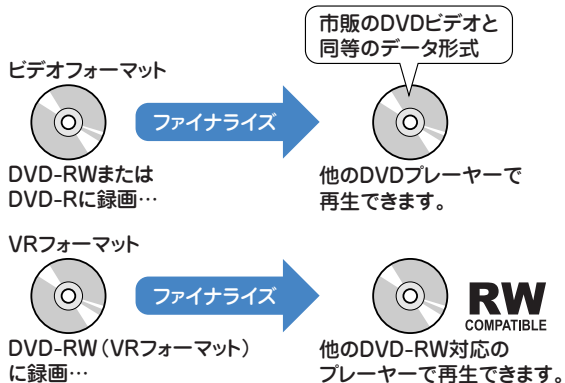 市販のDVDビデオと
同等のデータ形式
ビデオフォーマット
ファイナライズ
DVD-RWまたは
DVD-Rに録画…
他のDVDプレーヤーで
再生できます。
VRフォーマット
ファイナライズ
RW
COMPATIBLE
DVD-RW（VRフォーマット）
に録画…
他のDVD-RW対応の
プレーヤーで再生できます。